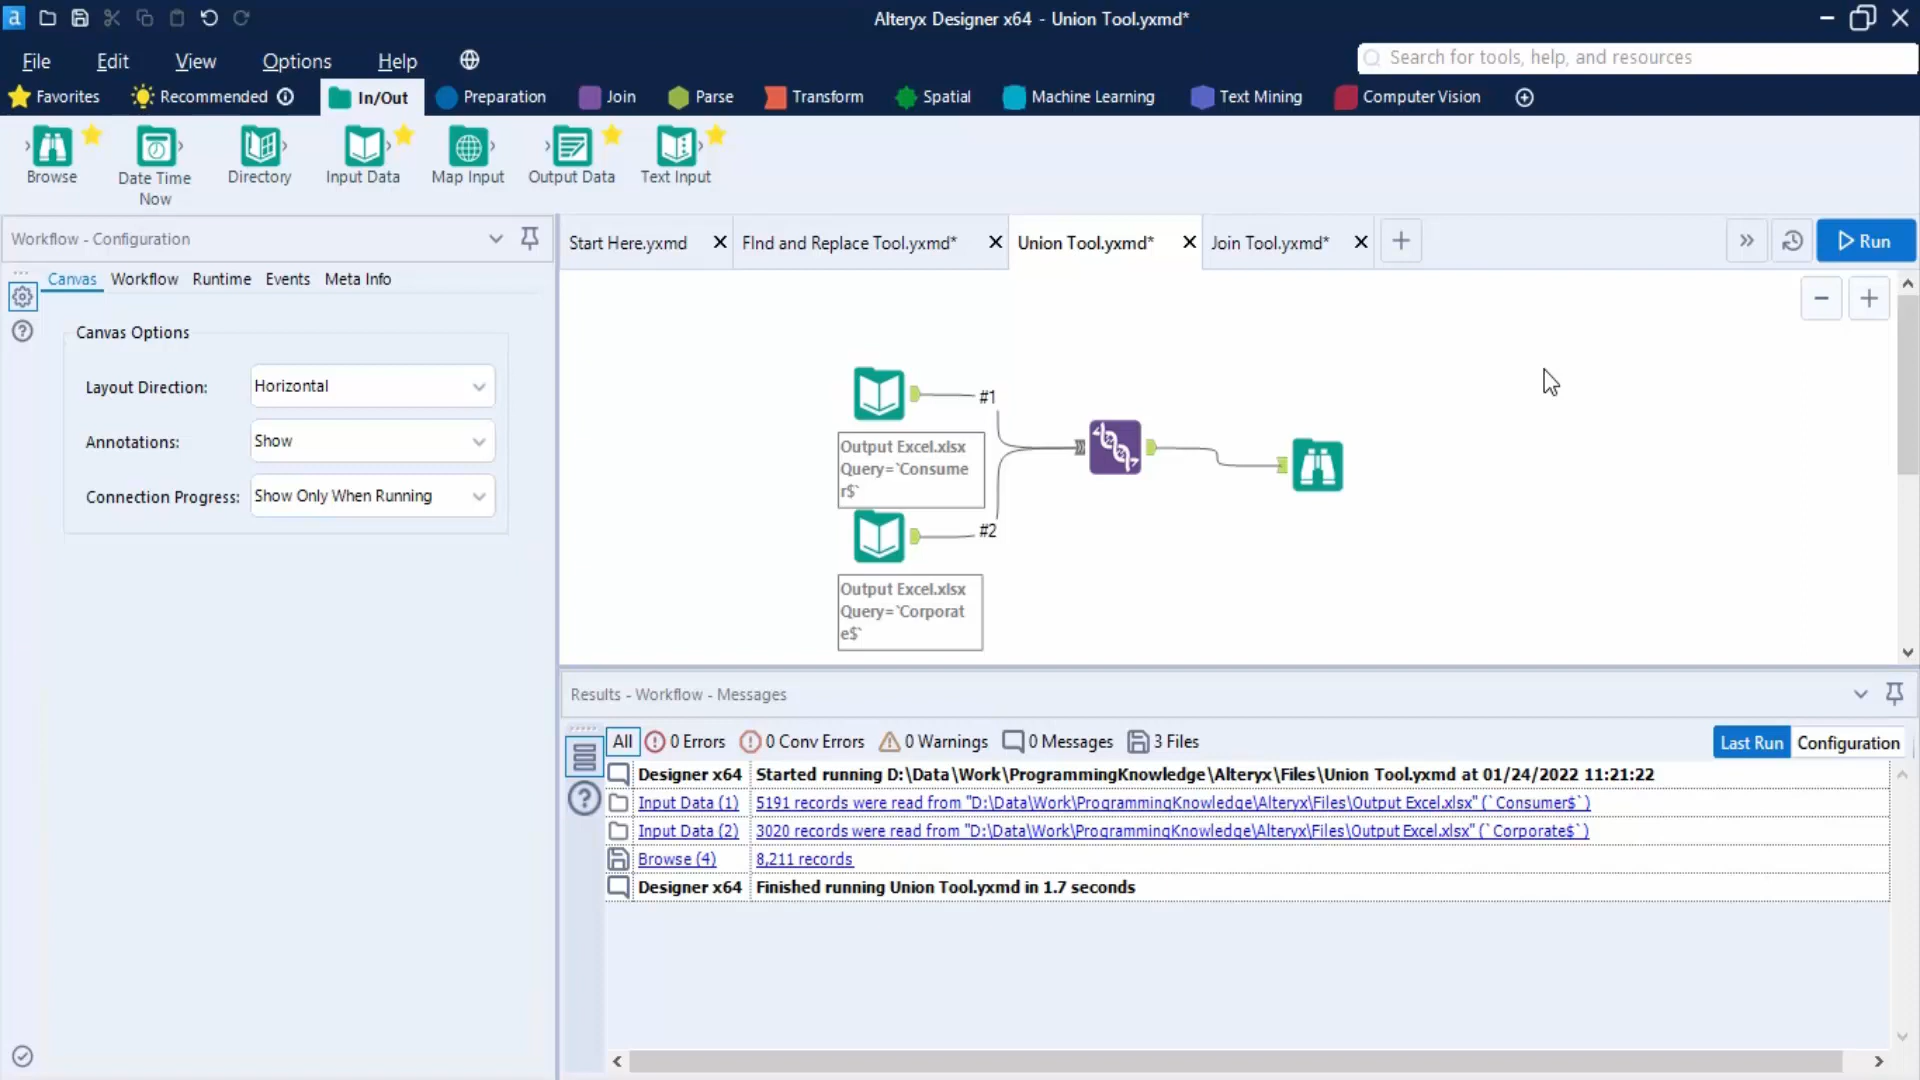 a
Alteryx Designer x64 - Union Tool.yxmd*
File Edit View Options Help
Search for tools, help, and resources
Favorites Recommended In/Out Preparation Join Parse Transform Spatial Machine Learning Text Mining Computer Vision
Browse
Date Time
Now
Directory
Input Data
Map Input
Output Data
Text Input
Workflow - Configuration
Start Here.yxmd
FInd and Replace Tool.yxmd*
Union Tool.yxmd*
Join Tool.yxmd*
Run
Canvas Workflow Runtime Events Meta Info
Canvas Options
Layout Direction: Horizontal
Annotations: Show
Connection Progress: Show Only When Running
#1
Output Excel.xlsx
Query=`Consume
r$`
#2
Output Excel.xlsx
Query=`Corporat
e$`
Results - Workflow - Messages
All 0 Errors 0 Conv Errors 0 Warnings 0 Messages 3 Files
Last Run Configuration
Designer x64 Started running D:\Data\Work\ProgrammingKnowledge\Alteryx\Files\Union Tool.yxmd at 01/24/2022 11:21:22
Input Data (1) 5191 records were read from "D:\Data\Work\ProgrammingKnowledge\Alteryx\Files\Output Excel.xlsx" (`Consumer$`)
Input Data (2) 3020 records were read from "D:\Data\Work\ProgrammingKnowledge\Alteryx\Files\Output Excel.xlsx" (`Corporate$`)
Browse (4) 8,211 records
Designer x64 Finished running Union Tool.yxmd in 1.7 seconds